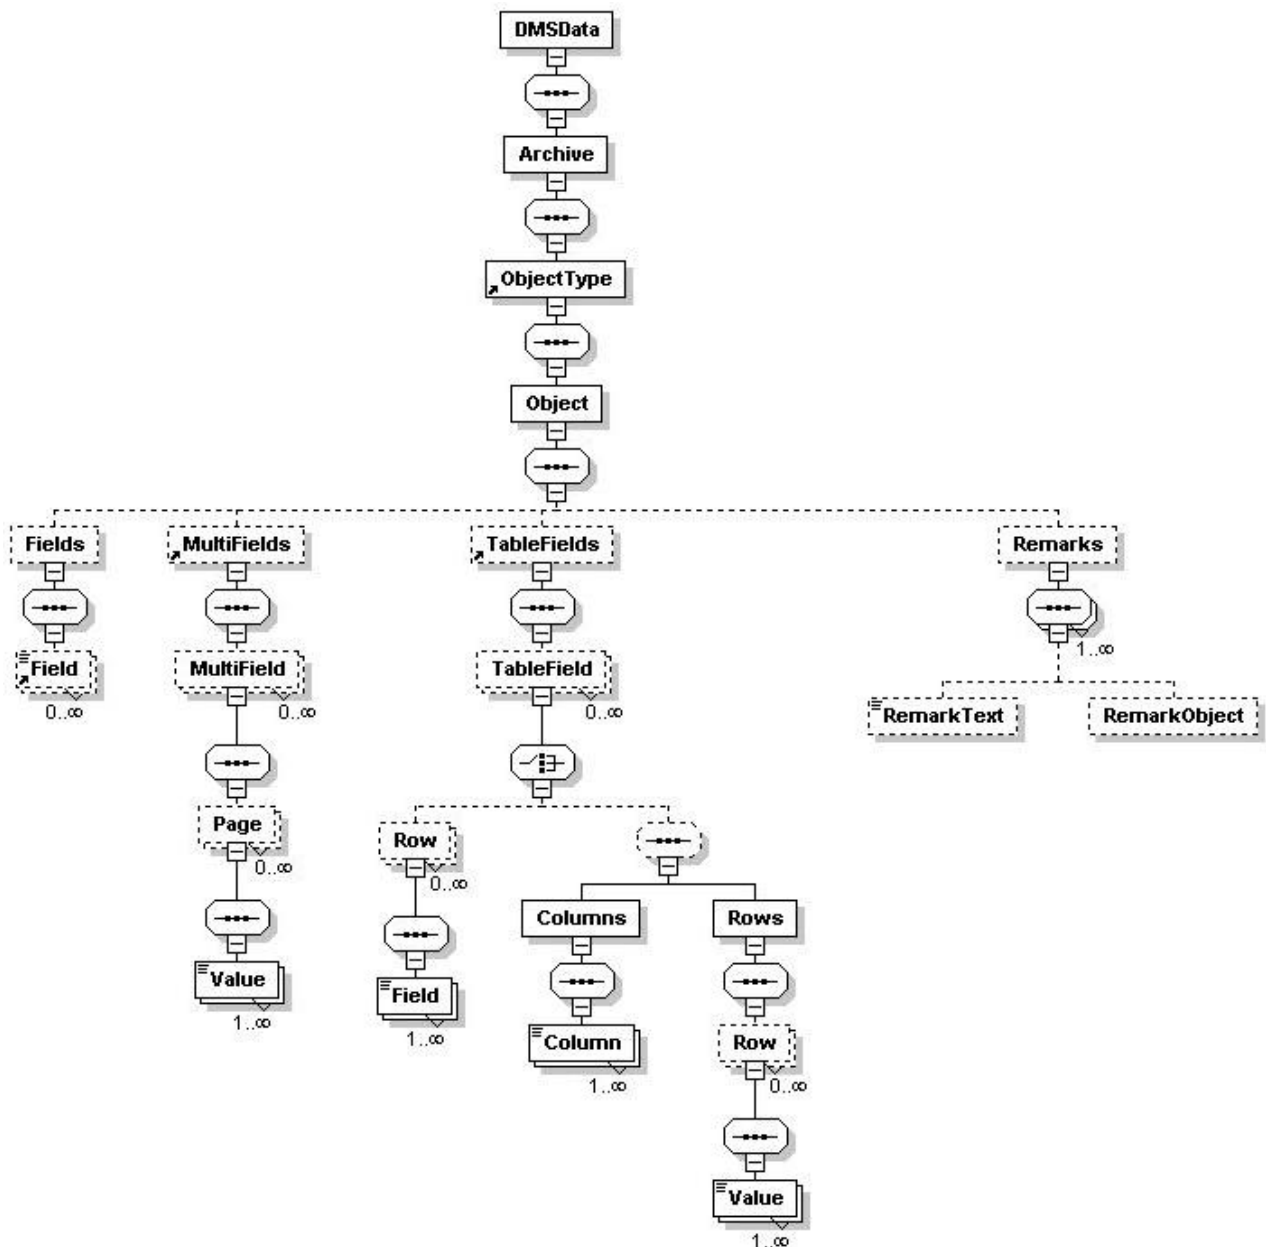 DMSData
Archive
ObjectType
Object
Fields MultiFields TableFields Remarks
1..∞
Field MultiField TableField
0..∞ 0..∞ 0..∞
RemarkText RemarkObject
Page
0..∞
Row
0..∞
Columns Rows
Value
1..∞
Field
1..∞
Column Row
1..∞ 0..∞
Value
1..∞